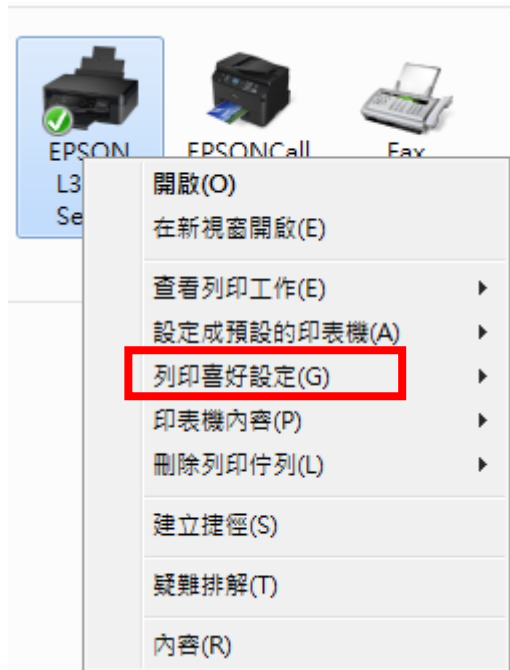 EPSON
L3
Se
EPSONCall
Fax
開啟(O)
在新視窗開啟(E)
查看列印工作(E)
設定成預設的印表機(A)
列印喜好設定(G)
印表機內容(P)
刪除列印佇列(L)
建立捷徑(S)
疑難排解(T)
內容(R)